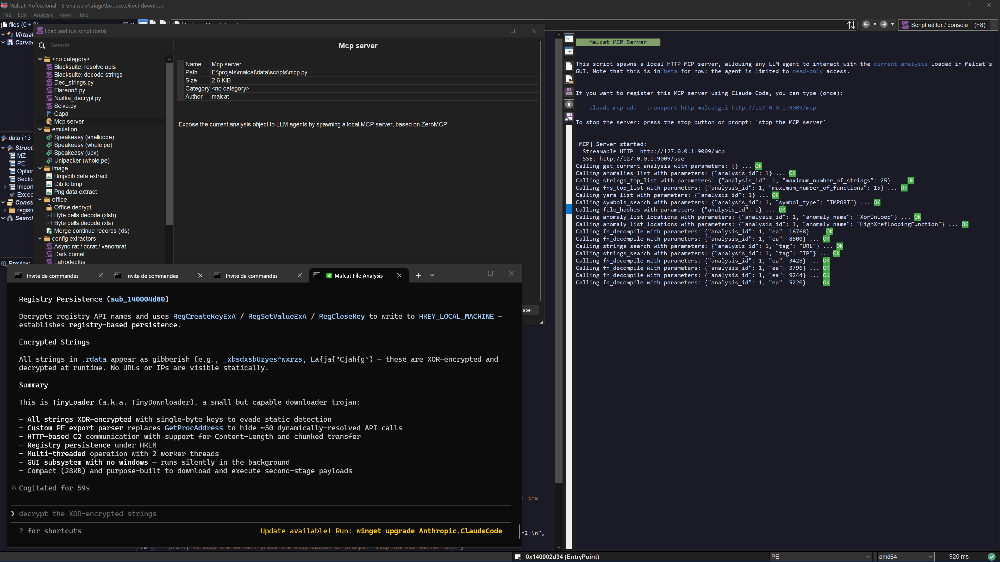 Malcat Professional - E:\malware\triage\bot.exe.Direct download
File Edit Analysis View Help
files (0 + 0)
bot.exe.Direct download
Script editor / console (F8)
Virtual
Carved
data (13
Struct
MZ
PE
Option
Sectio
Import
Excep
Consta
registr
Search
Preview
Load and run script (beta)
Search
<no category>
Blacksuite: resolve apis
Blacksuite: decode strings
Dec_strings.py
Flareon5.py
Nuitka_decrypt.py
Solve.py
Capa
Mcp server
emulation
Speakeasy (shellcode)
Speakeasy (whole pe)
Speakeasy (upx)
Unipacker (whole pe)
image
Bmp/dib data extract
Dib to bmp
Png data extract
office
Office decrypt
Byte cells decode (xlsb)
Byte cells decode (xls)
Merge continue records (xls)
config extractors
Async rat / dcrat / venomrat
Dark comet
Latrodectus
Mcp server
Name Mcp server
Path E:\projets\malcat\data\scripts\mcp.py
Size 2.6 KiB
Category <no category>
Author malcat
Expose the current analysis object to LLM agents by spawning a local MCP server, based on ZeroMCP.
ncel
=== Malcat MCP Server ===
This script spawns a local HTTP MCP server, allowing any LLM agent to interact with the current analysis loaded in Malcat's
GUI. Note that this is in beta for now: the agent is limited to read-only access.
If you want to register this MCP server using Claude Code, you can type (once):
claude mcp add --transport http malcatgui http://127.0.0.1:9009/mcp
To stop the server: press the stop button or prompt: 'stop the MCP server'
[MCP] Server started:
Streamable HTTP: http://127.0.0.1:9009/mcp
SSE: http://127.0.0.1:9009/sse
Calling get_current_analysis with parameters: {} ... OK
Calling anomalies_list with parameters: {"analysis_id": 1} ... OK
Calling strings_top_list with parameters: {"analysis_id": 1, "maximum_number_of_strings": 25} ... OK
Calling fns_top_list with parameters: {"analysis_id": 1, "maximum_number_of_functions": 15} ... OK
Calling yara_list with parameters: {"analysis_id": 1} ... OK
Calling symbols_search with parameters: {"analysis_id": 1, "symbol_type": "IMPORT"} ... OK
Calling file_hashes with parameters: {"analysis_id": 1} ... OK
Calling anomaly_list_locations with parameters: {"analysis_id": 1, "anomaly_name": "XorInLoop"} ... OK
Calling anomaly_list_locations with parameters: {"analysis_id": 1, "anomaly_name": "HighXrefLoopingFunction"} ... OK
Calling fn_decompile with parameters: {"analysis_id": 1, "ea": 16768} ... OK
Calling fn_decompile with parameters: {"analysis_id": 1, "ea": 8500} ... OK
Calling strings_search with parameters: {"analysis_id": 1, "tag": "URL"} ... OK
Calling strings_search with parameters: {"analysis_id": 1, "tag": "IP"} ... OK
Calling fn_decompile with parameters: {"analysis_id": 1, "ea": 3428} ... OK
Calling fn_decompile with parameters: {"analysis_id": 1, "ea": 3796} ... OK
Calling fn_decompile with parameters: {"analysis_id": 1, "ea": 9244} ... OK
Calling fn_decompile with parameters: {"analysis_id": 1, "ea": 5220} ... OK
Invite de commandes
Invite de commandes
Invite de commandes
Malcat File Analysis
Registry Persistence (sub_140004d80)
Decrypts registry API names and uses RegCreateKeyExA / RegSetValueExA / RegCloseKey to write to HKEY_LOCAL_MACHINE —
establishes registry-based persistence.
Encrypted Strings
All strings in .rdata appear as gibberish (e.g., _xbsdxsbUzyes^wxrzs, La{ja{"Cjah{g`) — these are XOR-encrypted and
decrypted at runtime. No URLs or IPs are visible statically.
Summary
This is TinyLoader (a.k.a. TinyDownloader), a small but capable downloader trojan:
- All strings XOR-encrypted with single-byte keys to evade static detection
- Custom PE export parser replaces GetProcAddress to hide ~50 dynamically-resolved API calls
- HTTP-based C2 communication with support for Content-Length and chunked transfer
- Registry persistence under HKLM
- Multi-threaded operation with 2 worker threads
- GUI subsystem with no windows — runs silently in the background
- Compact (28KB) and purpose-built to download and execute second-stage payloads
✻ Cogitated for 59s
❯ decrypt the XOR-encrypted strings
? for shortcuts Update available! Run: winget upgrade Anthropic.ClaudeCode
: the
r2]\n",
0x140002d34 (EntryPoint)
PE
amd64
920 ms